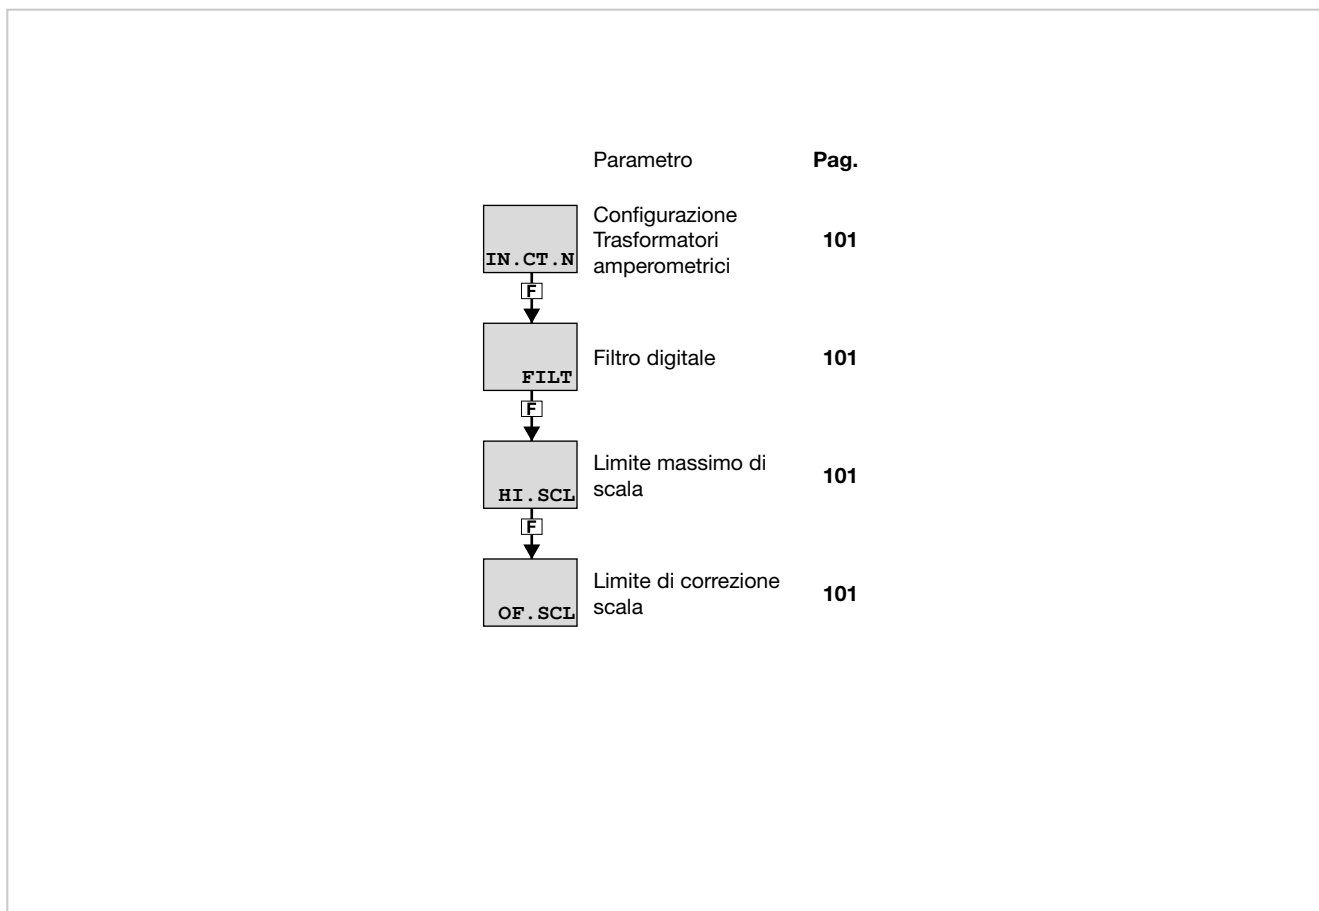 Parametro Pag.
Configurazione
Trasformatori
amperometrici
IN.CT.N
101
F
Filtro digitale
FILT
101
F
Limite massimo di
scala
HI.SCL
101
F
Limite di correzione
scala
OF.SCL
101